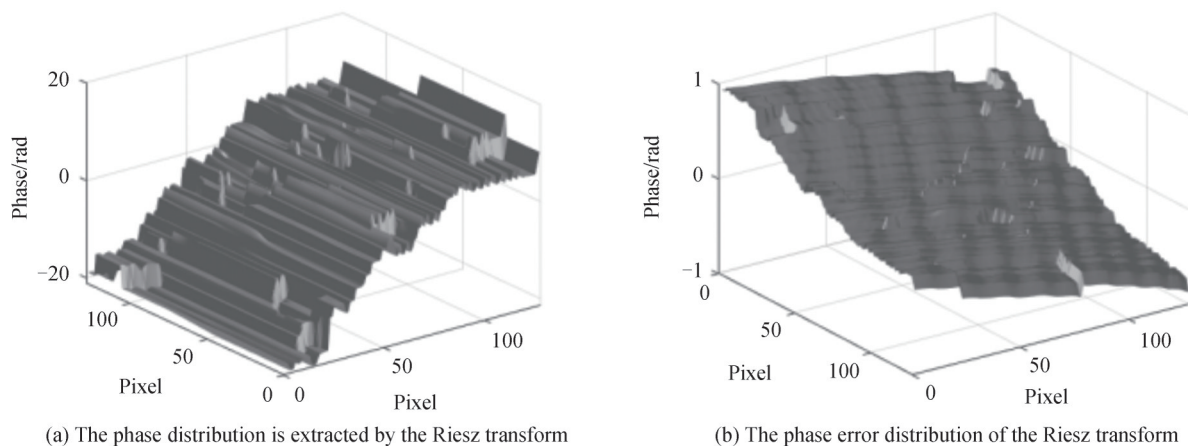 20
0
−20
Phase/rad
100
50
0
Pixel
0
50
100
Pixel
(a) The phase distribution is extracted by the Riesz transform
1
0
−1
Phase/rad
0
50
100
Pixel
0
50
100
Pixel
(b) The phase error distribution of the Riesz transform